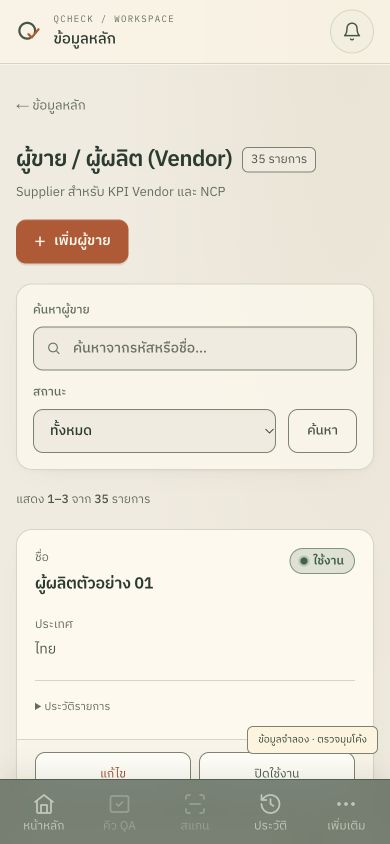 QCHECK / WORKSPACE
ข้อมูลหลัก
← ข้อมูลหลัก
ผู้ขาย / ผู้ผลิต (Vendor)
35 รายการ
Supplier สำหรับ KPI Vendor และ NCP
+ เพิ่มผู้ขาย
ค้นหาผู้ขาย
ค้นหาจากรหัสหรือชื่อ...
สถานะ
ทั้งหมด
ค้นหา
แสดง 1–3 จาก 35 รายการ
ชื่อ
ใช้งาน
ผู้ผลิตตัวอย่าง 01
ประเทศ
ไทย
ประวัติรายการ
ข้อมูลจำลอง · ตรวจมุมโค้ง
แก้ไข
ปิดใช้งาน
หน้าหลัก
คิว QA
สแกน
ประวัติ
เพิ่มเติม